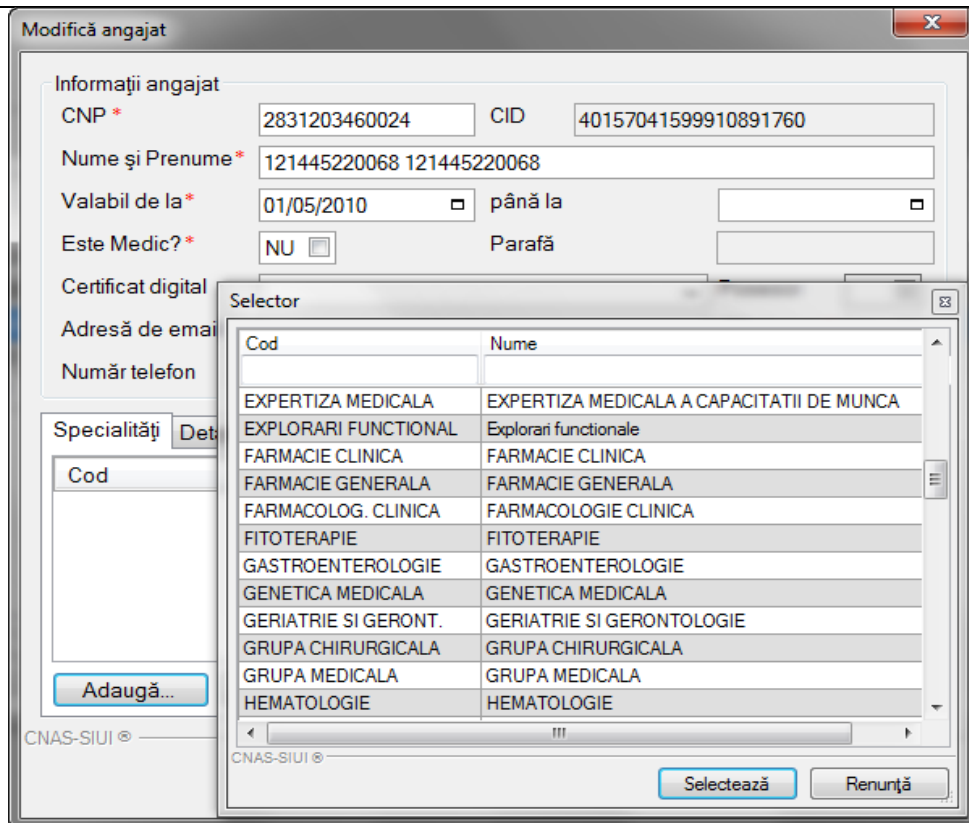 Modifică angajat
Informaţii angajat
CNP * 2831203460024 CID 40157041599910891760
Nume şi Prenume * 121445220068 121445220068
Valabil de la * 01/05/2010 până la
Este Medic? * NU Parafă
Certificat digital
Adresă de emai
Număr telefon
Specialităţi Deta
Cod
Adaugă...
CNAS-SIUI ®
Selector
Cod Nume
EXPERTIZA MEDICALA EXPERTIZA MEDICALA A CAPACITATII DE MUNCA
EXPLORARI FUNCTIONAL Explorari functionale
FARMACIE CLINICA FARMACIE CLINICA
FARMACIE GENERALA FARMACIE GENERALA
FARMACOLOG. CLINICA FARMACOLOGIE CLINICA
FITOTERAPIE FITOTERAPIE
GASTROENTEROLOGIE GASTROENTEROLOGIE
GENETICA MEDICALA GENETICA MEDICALA
GERIATRIE SI GERONT. GERIATRIE SI GERONTOLOGIE
GRUPA CHIRURGICALA GRUPA CHIRURGICALA
GRUPA MEDICALA GRUPA MEDICALA
HEMATOLOGIE HEMATOLOGIE
CNAS-SIUI ®
Selectează Renunţă